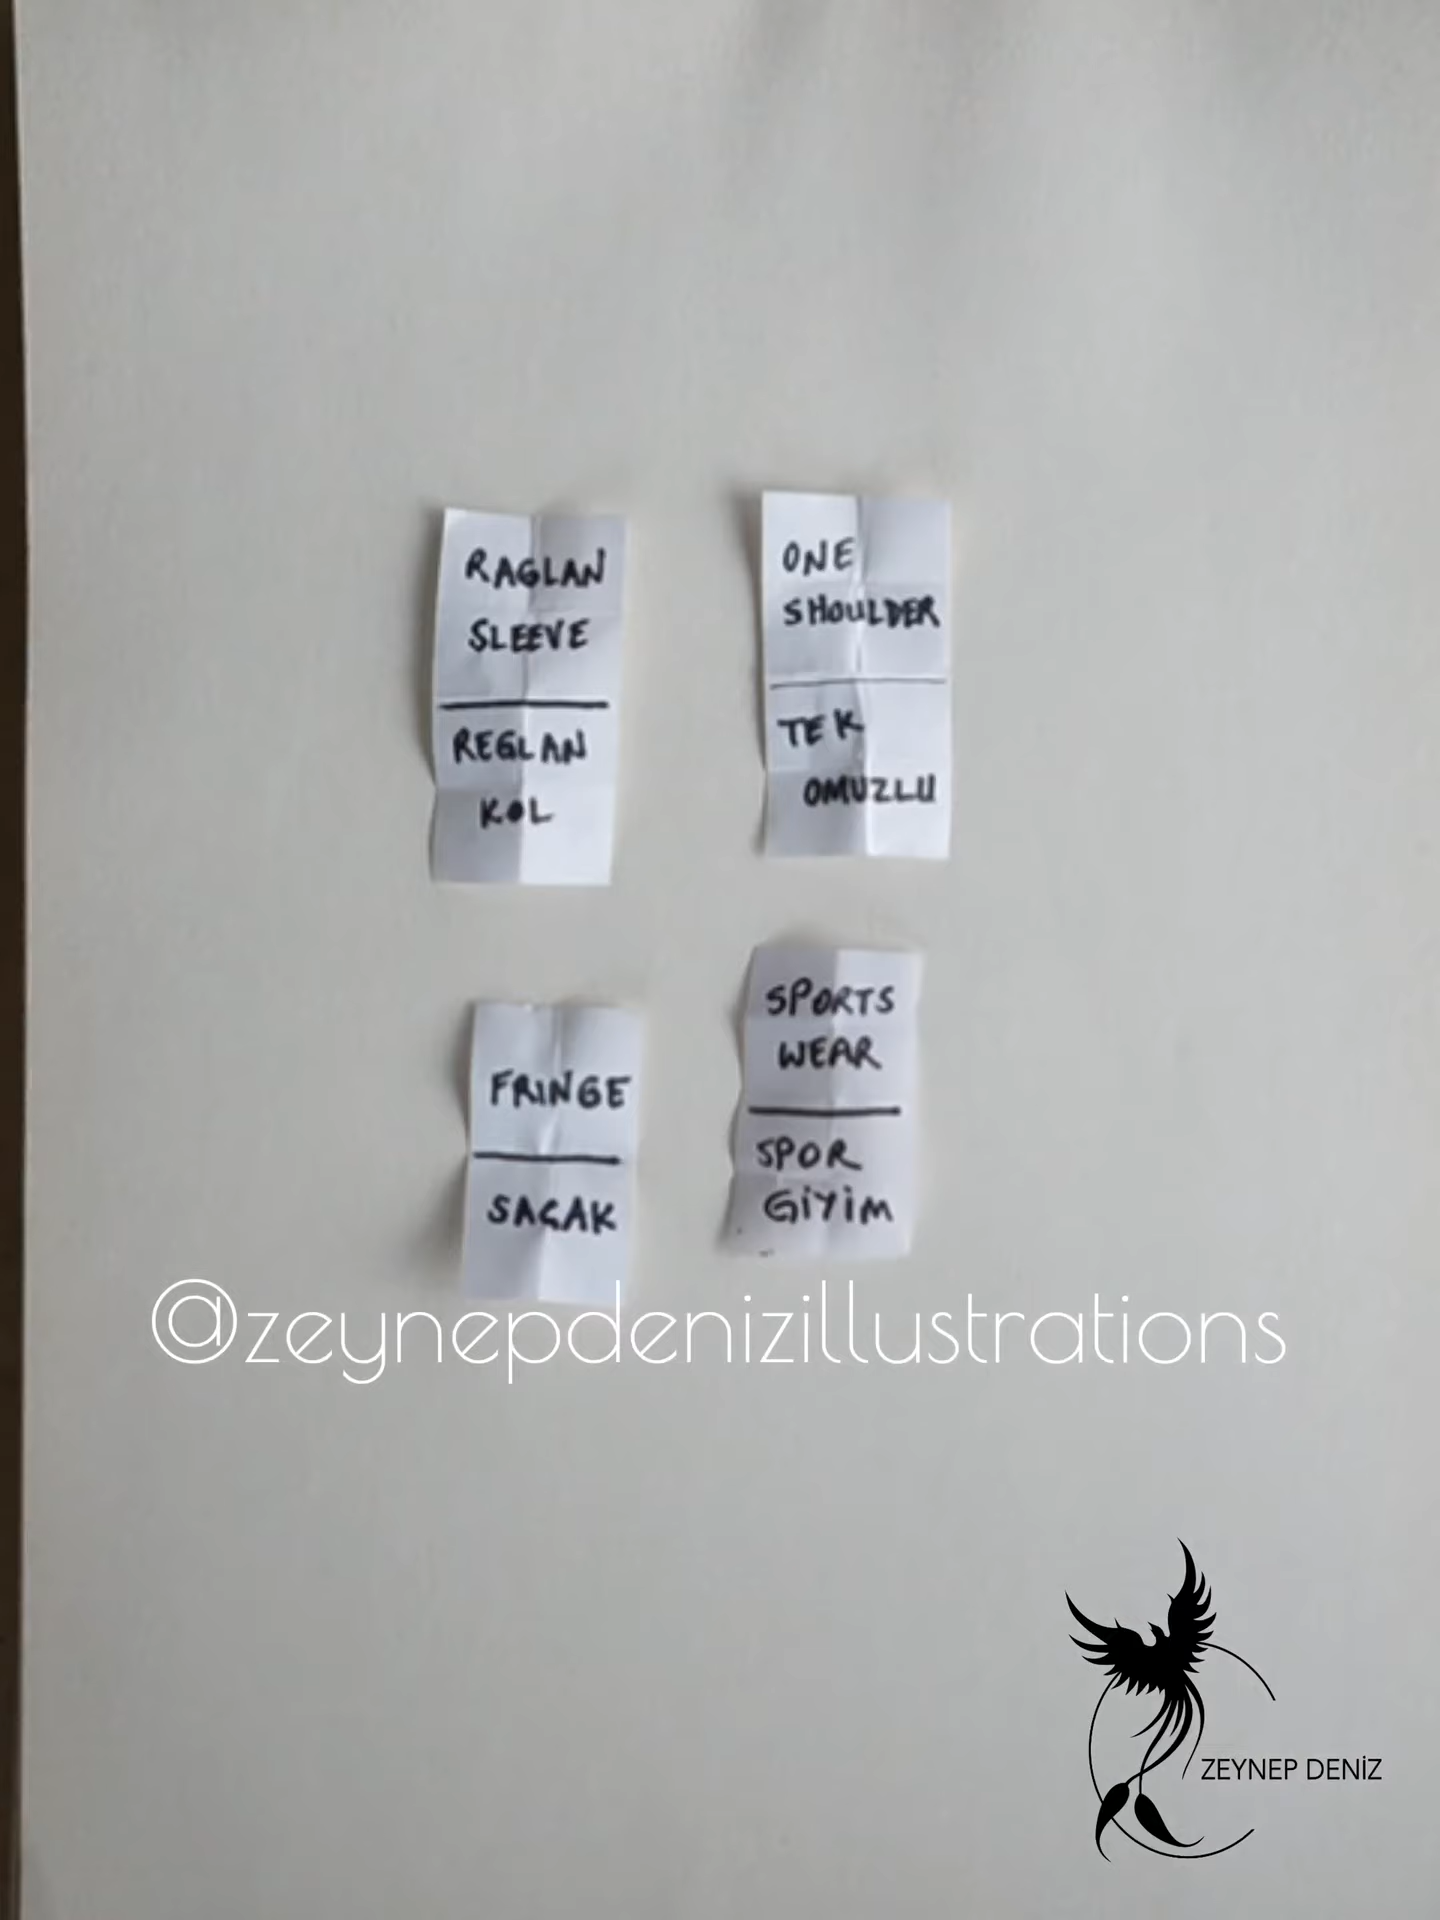 RAGLAN
SLEEVE
REGLAN
KOL
ONE
SHOULDER
TEK
OMUZLU
FRINGE
SAÇAK
SPORTS
WEAR
SPOR
GİYİM
@zeynepdenizillustrations
ZEYNEP DENİZ